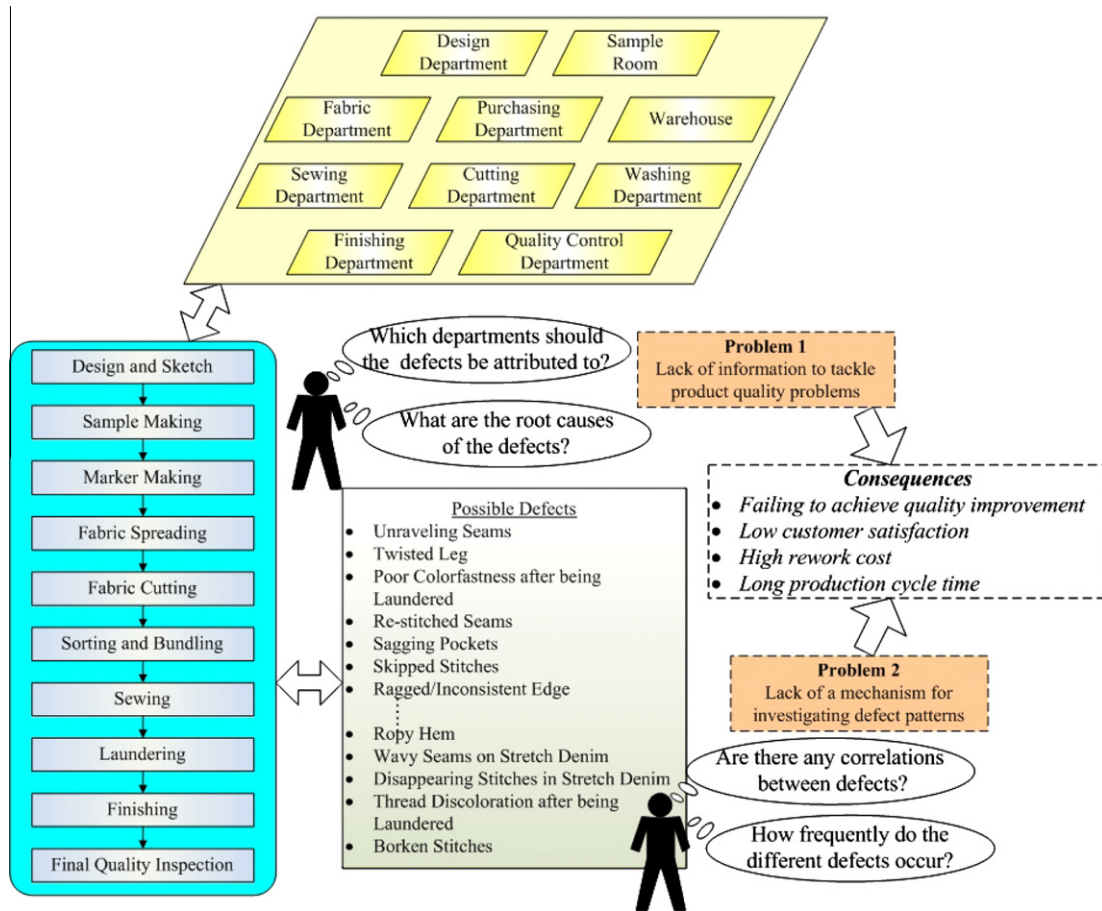 Design
Department
Sample
Room
Fabric
Department
Purchasing
Department
Warehouse
Sewing
Department
Cutting
Department
Washing
Department
Finishing
Department
Quality Control
Department
Design and Sketch
Sample Making
Marker Making
Fabric Spreading
Fabric Cutting
Sorting and Bundling
Sewing
Laundering
Finishing
Final Quality Inspection
Which departments should
the defects be attributed to?
What are the root causes
of the defects?
Problem 1
Lack of information to tackle
product quality problems
Consequences
• Failing to achieve quality improvement
• Low customer satisfaction
• High rework cost
• Long production cycle time
Possible Defects
• Unraveling Seams
• Twisted Leg
• Poor Colorfastness after being
Laundered
• Re-stitched Seams
• Sagging Pockets
• Skipped Stitches
• Ragged/Inconsistent Edge
• Ropy Hem
• Wavy Seams on Stretch Denim
• Disappearing Stitches in Stretch Denim
• Thread Discoloration after being
Laundered
• Borken Stitches
Problem 2
Lack of a mechanism for
investigating defect patterns
Are there any correlations
between defects?
How frequently do the
different defects occur?